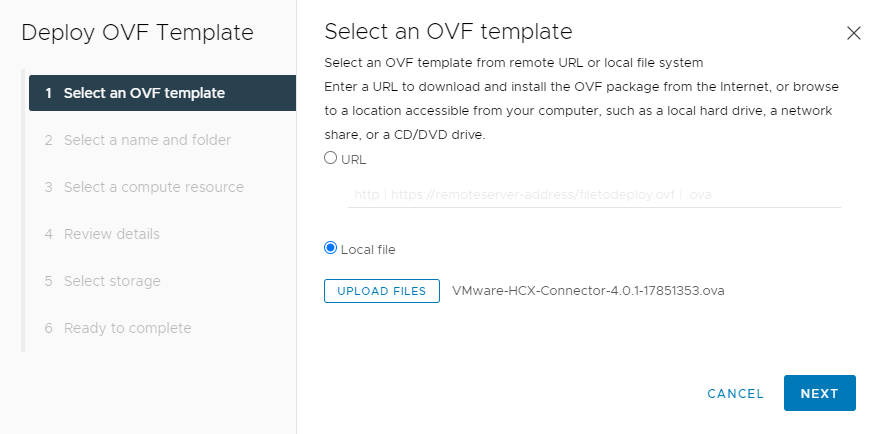 Deploy OVF Template
1 Select an OVF template
2 Select a name and folder
3 Select a compute resource
4 Review details
5 Select storage
6 Ready to complete
Select an OVF template
Select an OVF template from remote URL or local file system
Enter a URL to download and install the OVF package from the Internet, or browse
to a location accessible from your computer, such as a local hard drive, a network
share, or a CD/DVD drive.
URL
http | https://remoteserver-address/filetodeploy.ovf | .ova
Local file
UPLOAD FILES VMware-HCX-Connector-4.0.1-17851353.ova
CANCEL NEXT